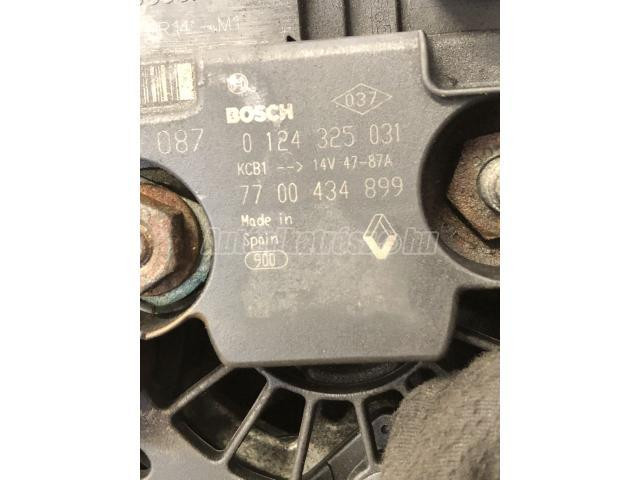 BOSCH
037
087 0 124 325 031
KCB1 --> 14V 47-87A
77 00 434 899
Made in
Spain
900